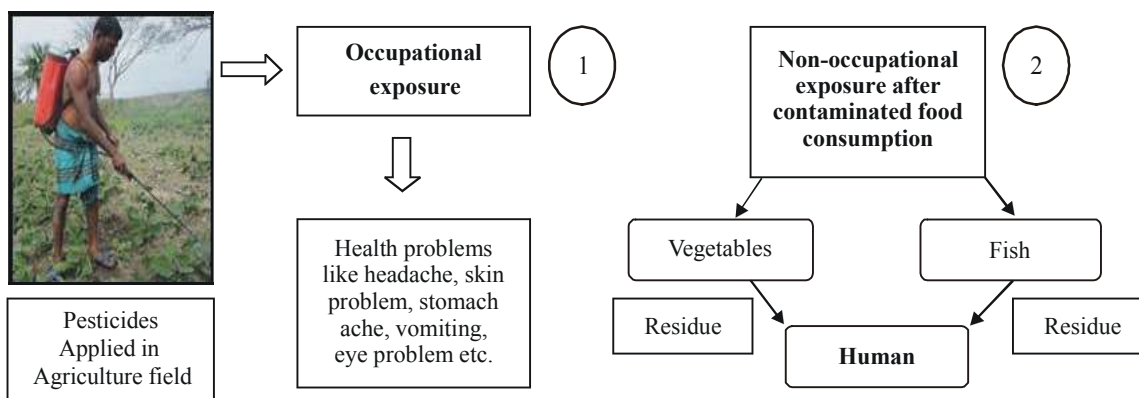 Pesticides
Applied in
Agriculture field
Occupational
exposure
1
Health problems
like headache, skin
problem, stomach
ache, vomiting,
eye problem etc.
Non-occupational
exposure after
contaminated food
consumption
2
Vegetables
Fish
Residue
Residue
Human